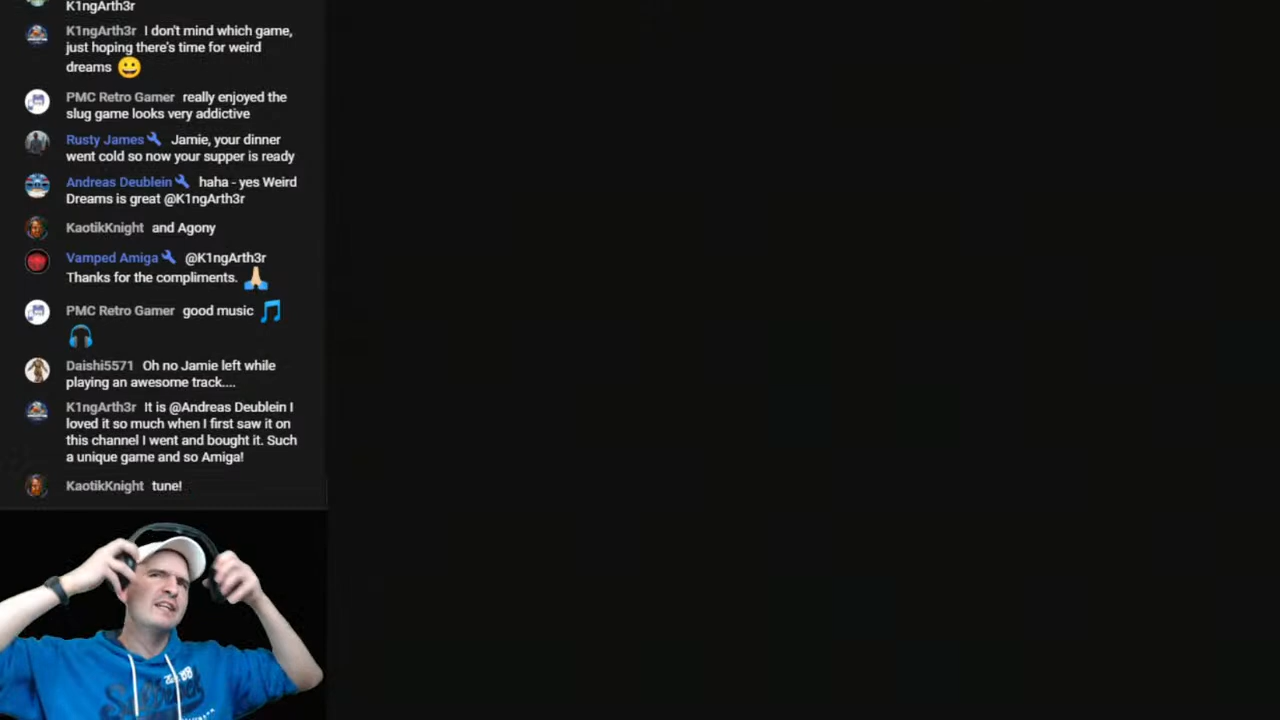 K1ngArth3r
K1ngArth3r I don't mind which game,
just hoping there's time for weird
dreams 😀
PMC Retro Gamer really enjoyed the
slug game looks very addictive
Rusty James Jamie, your dinner
went cold so now your supper is ready
Andreas Deublein haha - yes Weird
Dreams is great @K1ngArth3r
KaotikKnight and Agony
Vamped Amiga @K1ngArth3r
Thanks for the compliments. 🙏🏻
PMC Retro Gamer good music 🎵
🎧
Daishi5571 Oh no Jamie left while
playing an awesome track....
K1ngArth3r It is @Andreas Deublein I
loved it so much when I first saw it on
this channel I went and bought it. Such
a unique game and so Amiga!
KaotikKnight tune!